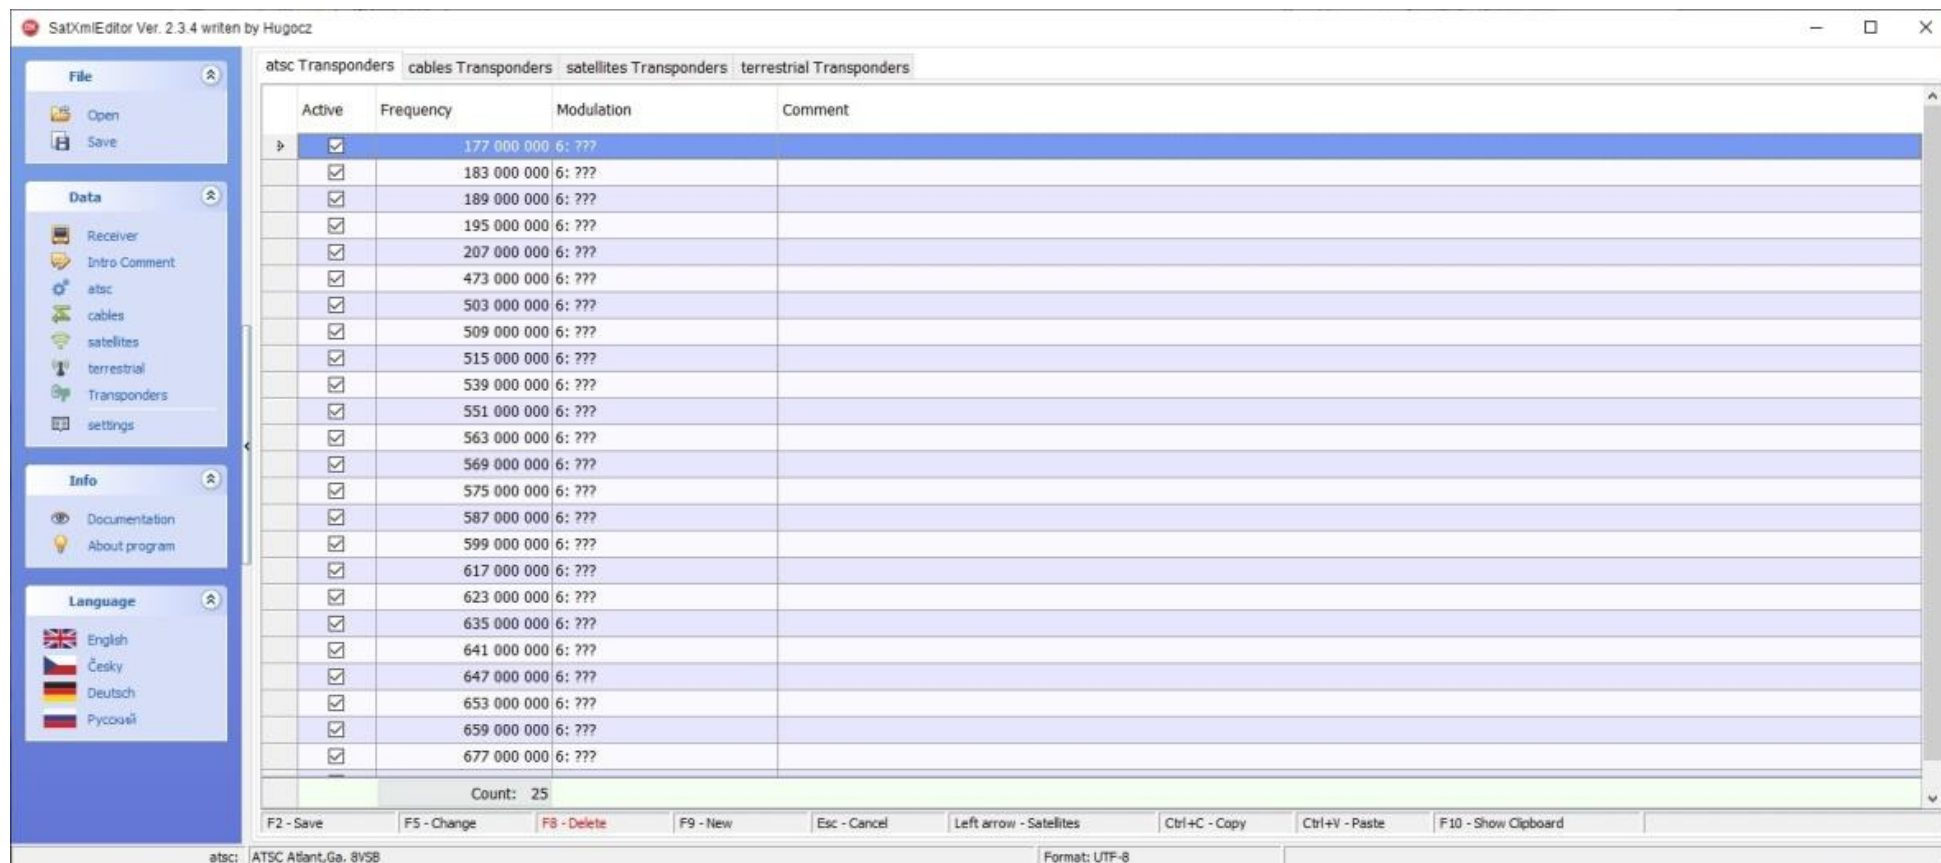 SatXmlEditor Ver. 2.3.4 writen by Hugocz
File
Open
Save
Data
Receiver
Intro Comment
atsc
cables
satellites
terrestrial
Transponders
settings
Info
Documentation
About program
Language
English
Česky
Deutsch
Русский
atsc Transponders cables Transponders satellites Transponders terrestrial Transponders
Active Frequency Modulation Comment
177 000 000 6: ???
183 000 000 6: ???
189 000 000 6: ???
195 000 000 6: ???
207 000 000 6: ???
473 000 000 6: ???
503 000 000 6: ???
509 000 000 6: ???
515 000 000 6: ???
539 000 000 6: ???
551 000 000 6: ???
563 000 000 6: ???
569 000 000 6: ???
575 000 000 6: ???
587 000 000 6: ???
599 000 000 6: ???
617 000 000 6: ???
623 000 000 6: ???
635 000 000 6: ???
641 000 000 6: ???
647 000 000 6: ???
653 000 000 6: ???
659 000 000 6: ???
677 000 000 6: ???
Count: 25
F2 - Save F5 - Change F8 - Delete F9 - New Esc - Cancel Left arrow - Satellites Ctrl+C - Copy Ctrl+V - Paste F10 - Show Clipboard
atsc: ATSC Atlant,Ga. 8VSB Format: UTF-8